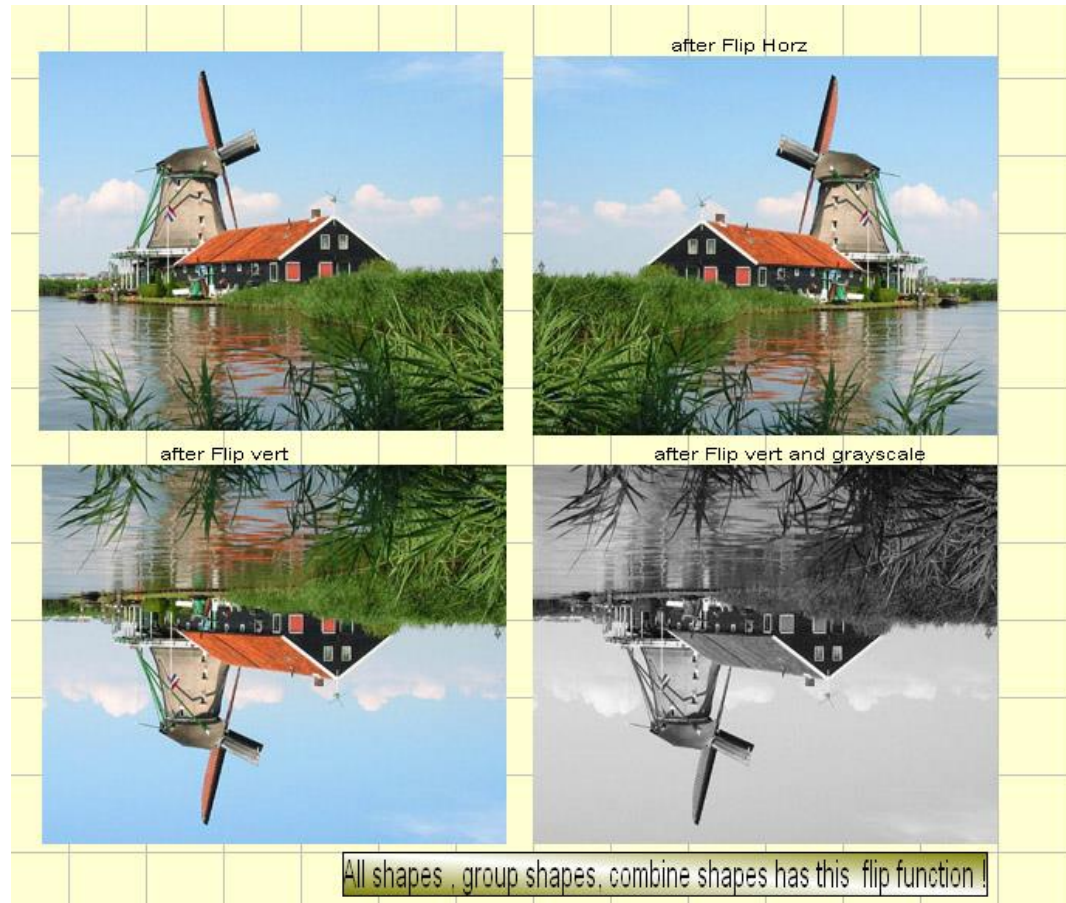 after Flip Horz
after Flip vert
after Flip vert and grayscale
All shapes , group shapes, combine shapes has this flip function !